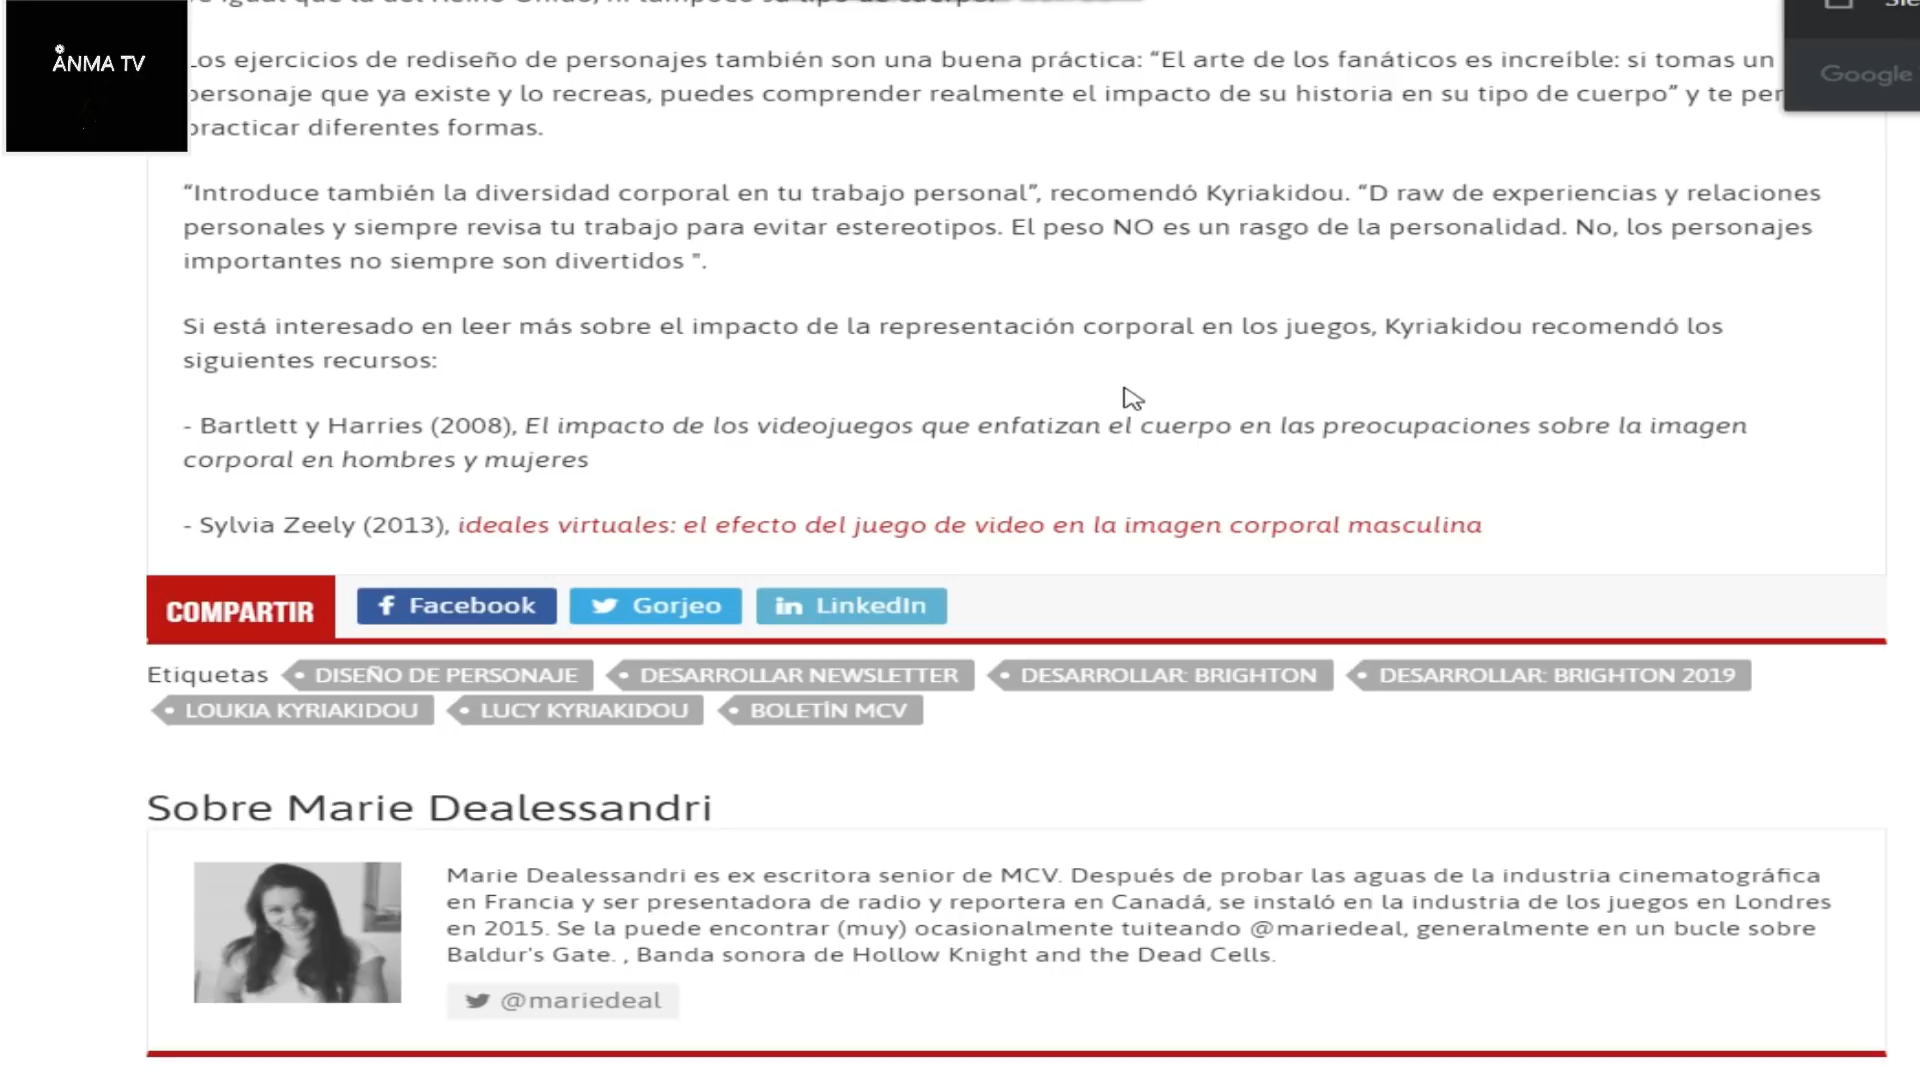 ANMA TV
Los ejercicios de rediseño de personajes también son una buena práctica: “El arte de los fanáticos es increíble: si tomas un
personaje que ya existe y lo recreas, puedes comprender realmente el impacto de su historia en su tipo de cuerpo” y te per
practicar diferentes formas.
“Introduce también la diversidad corporal en tu trabajo personal”, recomendó Kyriakidou. “D raw de experiencias y relaciones
personales y siempre revisa tu trabajo para evitar estereotipos. El peso NO es un rasgo de la personalidad. No, los personajes
importantes no siempre son divertidos ".
Si está interesado en leer más sobre el impacto de la representación corporal en los juegos, Kyriakidou recomendó los
siguientes recursos:
- Bartlett y Harries (2008), El impacto de los videojuegos que enfatizan el cuerpo en las preocupaciones sobre la imagen
corporal en hombres y mujeres
- Sylvia Zeely (2013), ideales virtuales: el efecto del juego de video en la imagen corporal masculina
COMPARTIR Facebook Gorjeo LinkedIn
Etiquetas DISEÑO DE PERSONAJE DESARROLLAR NEWSLETTER DESARROLLAR: BRIGHTON DESARROLLAR: BRIGHTON 2019
LOUKIA KYRIAKIDOU LUCY KYRIAKIDOU BOLETÍN MCV
Sobre Marie Dealessandri
Marie Dealessandri es ex escritora senior de MCV. Después de probar las aguas de la industria cinematográfica
en Francia y ser presentadora de radio y reportera en Canadá, se instaló en la industria de los juegos en Londres
en 2015. Se la puede encontrar (muy) ocasionalmente tuiteando @mariedeal, generalmente en un bucle sobre
Baldur's Gate. , Banda sonora de Hollow Knight and the Dead Cells.
@mariedeal
Google